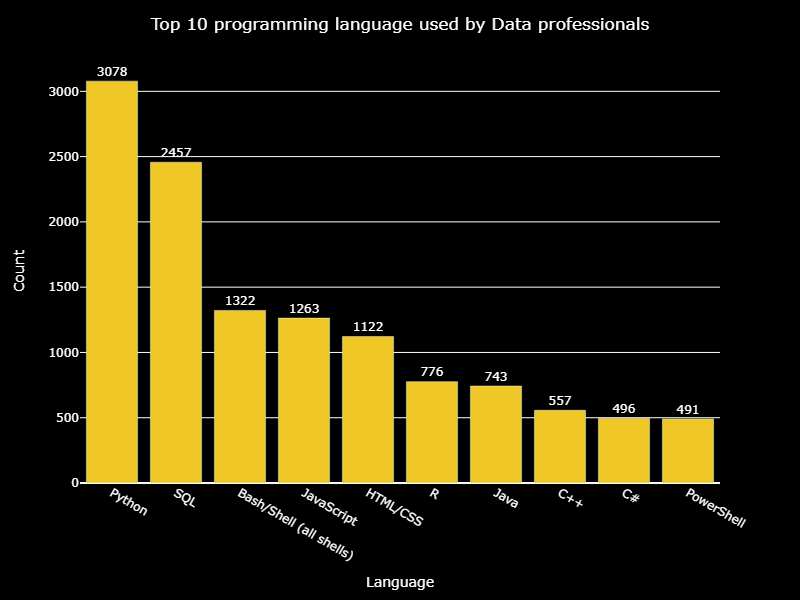 Top 10 programming language used by Data professionals
Count
3000
2500
2000
1500
1000
500
0
3078
2457
1322
1263
1122
776
743
557
496
491
Python
SQL
Bash/Shell (all shells)
JavaScript
HTML/CSS
R
Java
C++
C#
PowerShell
Language